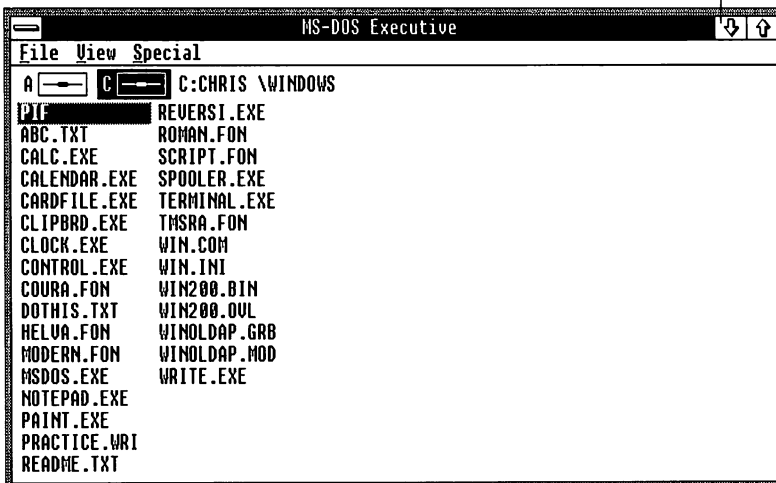 MS-DOS Executive
File View Special
A C C:CHRIS \WINDOWS
PIF
ABC.TXT
CALC.EXE
CALENDAR.EXE
CARDFILE.EXE
CLIPBRD.EXE
CLOCK.EXE
CONTROL.EXE
COURA.FON
DOTHIS.TXT
HELVA.FON
MODERN.FON
MSDOS.EXE
NOTEPAD.EXE
PAINT.EXE
PRACTICE.WRI
README.TXT
REVERSI.EXE
ROMAN.FON
SCRIPT.FON
SPOOLER.EXE
TERMINAL.EXE
TMSRA.FON
WIN.COM
WIN.INI
WIN200.BIN
WIN200.OVL
WINOLDAP.GRB
WINOLDAP.MOD
WRITE.EXE